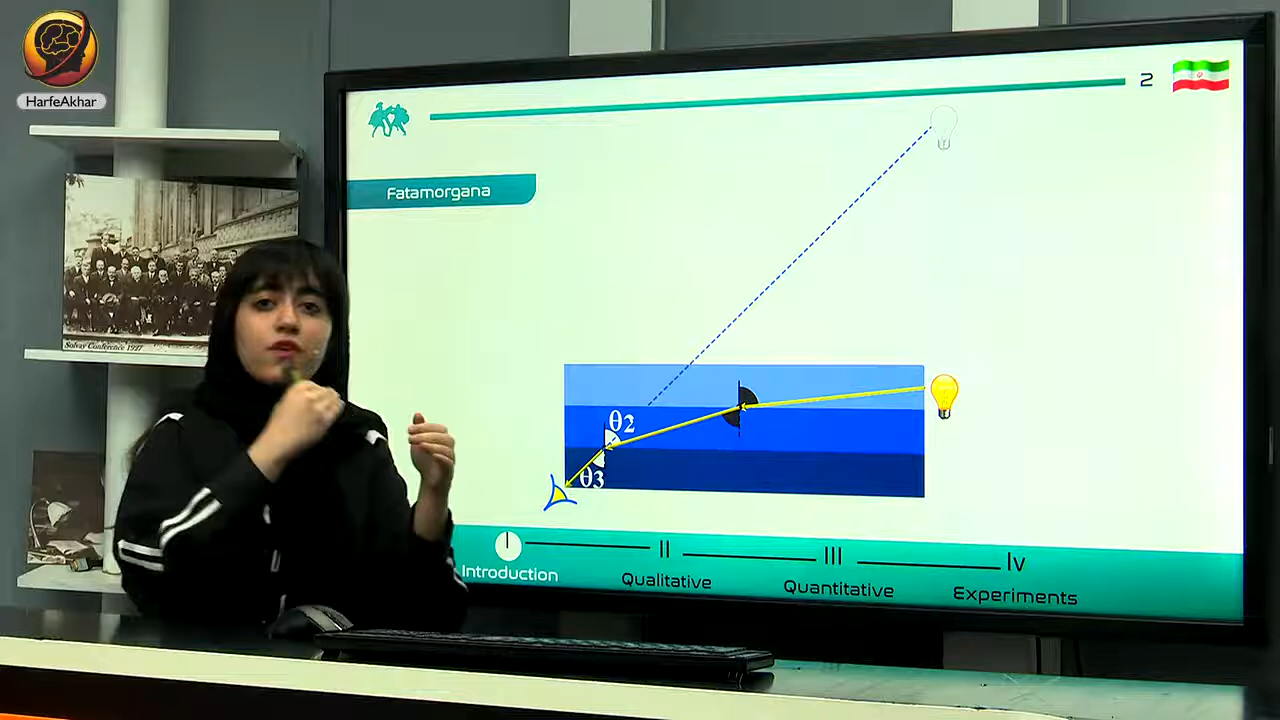 HarfeAkhar
2
Fatamorgana
Solvay Conference 1927
θ2
θ3
Introduction
II
Qualitative
III
Quantitative
Iv
Experiments